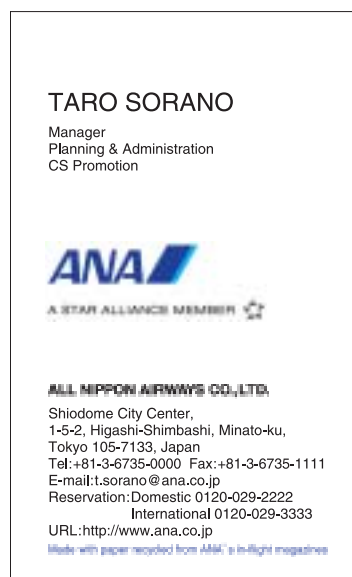 TARO SORANO
Manager
Planning & Administration
CS Promotion
ANA
A STAR ALLIANCE MEMBER
ALL NIPPON AIRWAYS CO.,LTD.
Shiodome City Center,
1-5-2, Higashi-Shimbashi, Minato-ku,
Tokyo 105-7133, Japan
Tel:+81-3-6735-0000  Fax:+81-3-6735-1111
E-mail:t.sorano@ana.co.jp
Reservation:Domestic 0120-029-2222
International 0120-029-3333
URL:http://www.ana.co.jp
Made with paper recycled from ANA's in-flight magazines